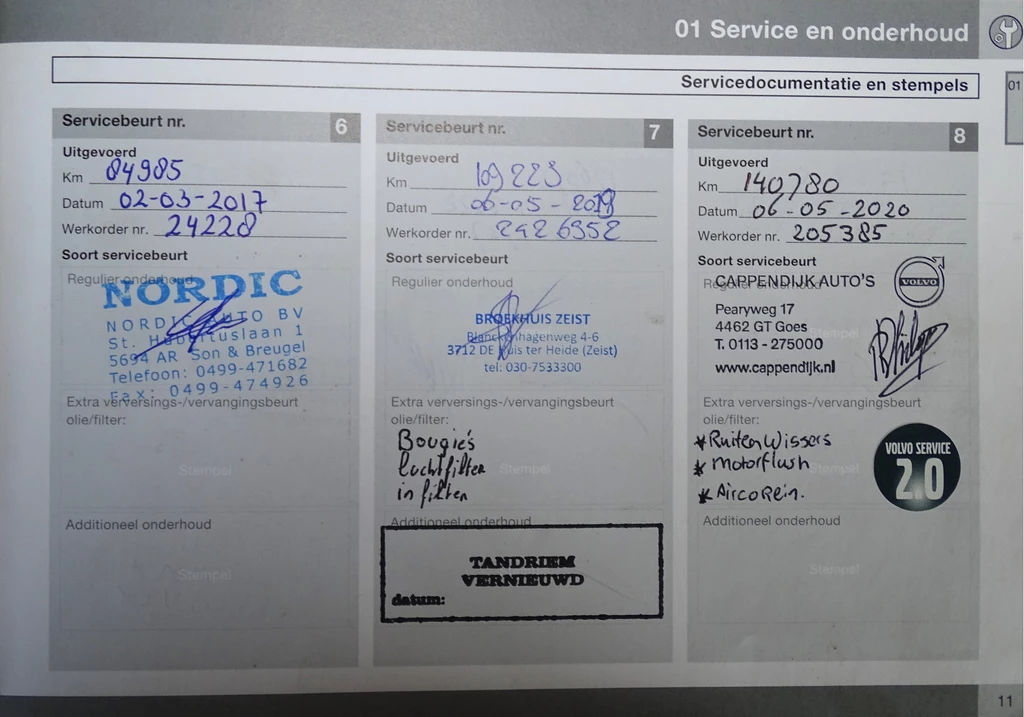 01 Service en onderhoud
Servicedocumentatie en stempels
01
Servicebeurt nr. 6
Uitgevoerd
Km 84985
Datum 02-03-2017
Werkorder nr. 24228
Soort servicebeurt
Regulier onderhoud
NORDIC
NORDIC AUTO BV
St. Hubertuslaan 1
5694 AR Son & Breugel
Telefoon: 0499-471682
Fax: 0499-474926
Extra verversings-/vervangingsbeurt
olie/filter:
Stempel
Additioneel onderhoud
Stempel
Servicebeurt nr. 7
Uitgevoerd
Km 109223
Datum 06-05-2019
Werkorder nr. 2926352
Soort servicebeurt
Regulier onderhoud
BROEKHUIS ZEIST
Blanckenhagenweg 4-6
3712 DE Huis ter Heide (Zeist)
tel: 030-7533300
Extra verversings-/vervangingsbeurt
olie/filter:
Bougie's
luchtfilter
in filter
Stempel
Additioneel onderhoud
TANDRIEM
VERNIEUWD
datum:
Servicebeurt nr. 8
Uitgevoerd
Km 140780
Datum 06-05-2020
Werkorder nr. 205385
Soort servicebeurt
Regulier onderhoud
CAPPENDIJK AUTO'S
VOLVO
Pearyweg 17
4462 GT Goes
Stempel
T. 0113-275000
www.cappendijk.nl
Extra verversings-/vervangingsbeurt
olie/filter:
* Ruitenwissers
* Motorflush
* Aircorein.
Stempel
VOLVO SERVICE
2.0
Additioneel onderhoud
Stempel
11